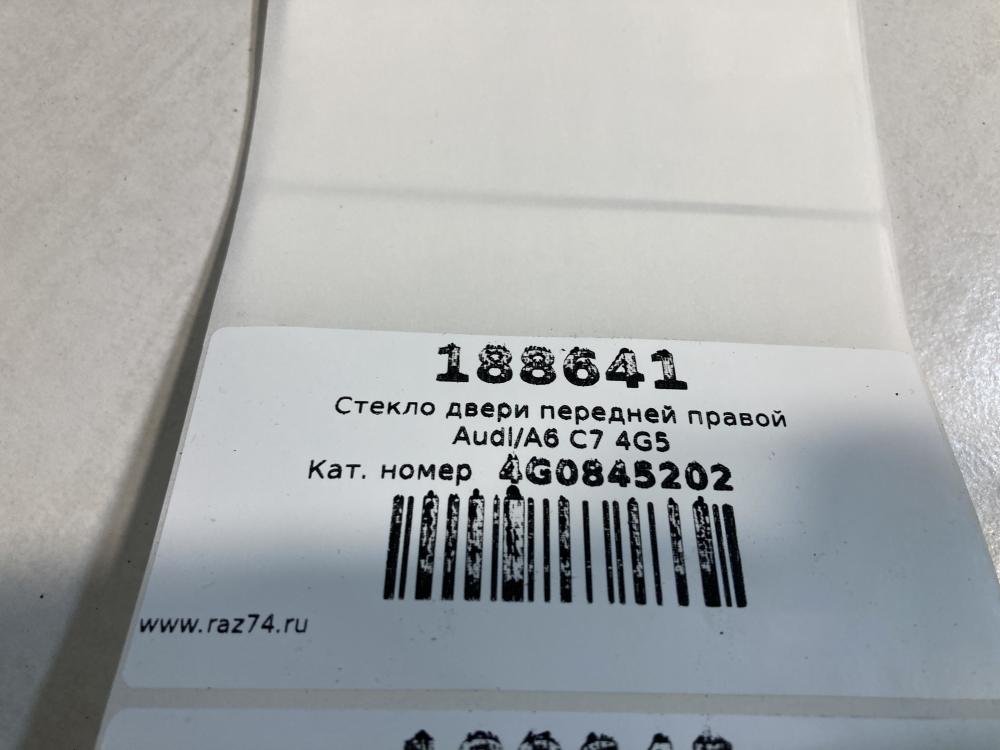 188641
Стекло двери передней правой
Audi/A6 C7 4G5
Кат. номер 4G0845202
www.raz74.ru